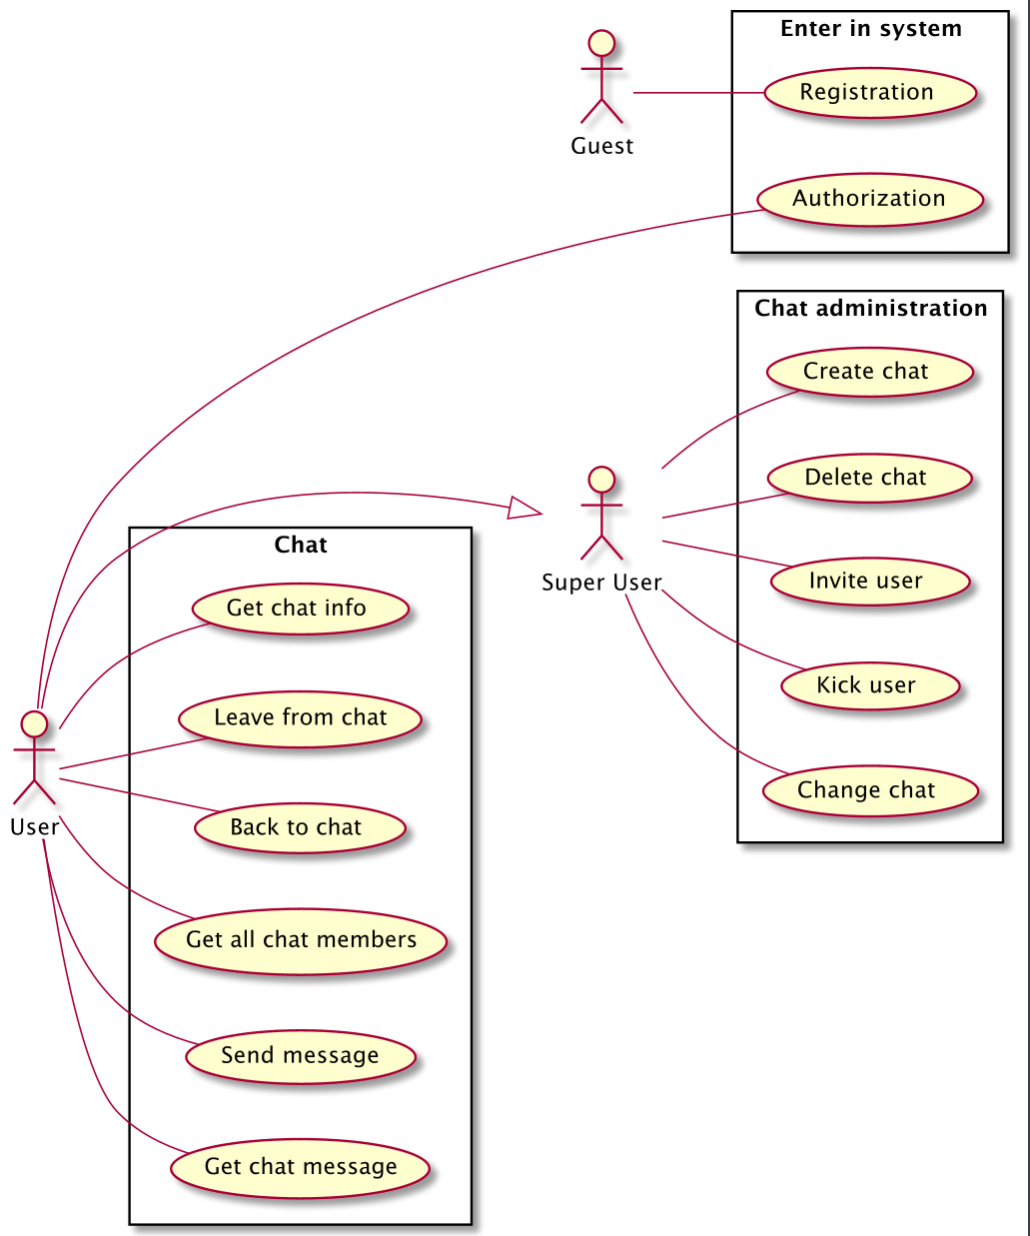 Enter in system
Registration
Guest
Authorization
Chat administration
Create chat
Delete chat
Super User
Invite user
Kick user
Change chat
Chat
Get chat info
Leave from chat
User
Back to chat
Get all chat members
Send message
Get chat message